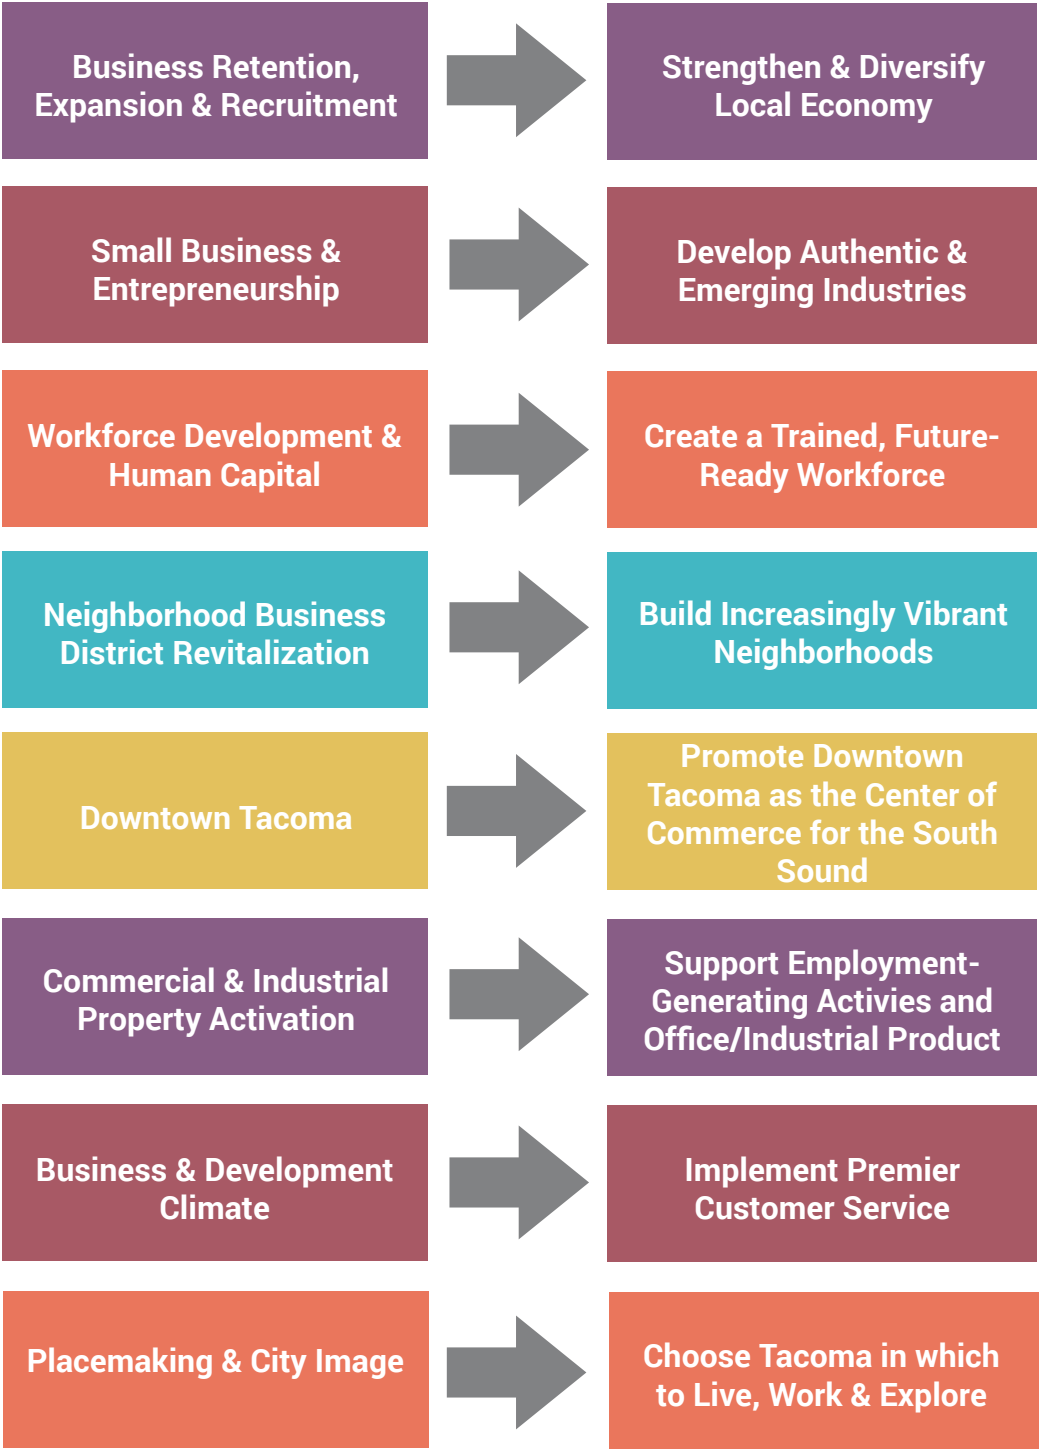 Business Retention,
Expansion & Recruitment
Strengthen & Diversify
Local Economy
Small Business &
Entrepreneurship
Develop Authentic &
Emerging Industries
Workforce Development &
Human Capital
Create a Trained, Future-
Ready Workforce
Neighborhood Business
District Revitalization
Build Increasingly Vibrant
Neighborhoods
Downtown Tacoma
Promote Downtown
Tacoma as the Center of
Commerce for the South
Sound
Commercial & Industrial
Property Activation
Support Employment-
Generating Activies and
Office/Industrial Product
Business & Development
Climate
Implement Premier
Customer Service
Placemaking & City Image
Choose Tacoma in which
to Live, Work & Explore